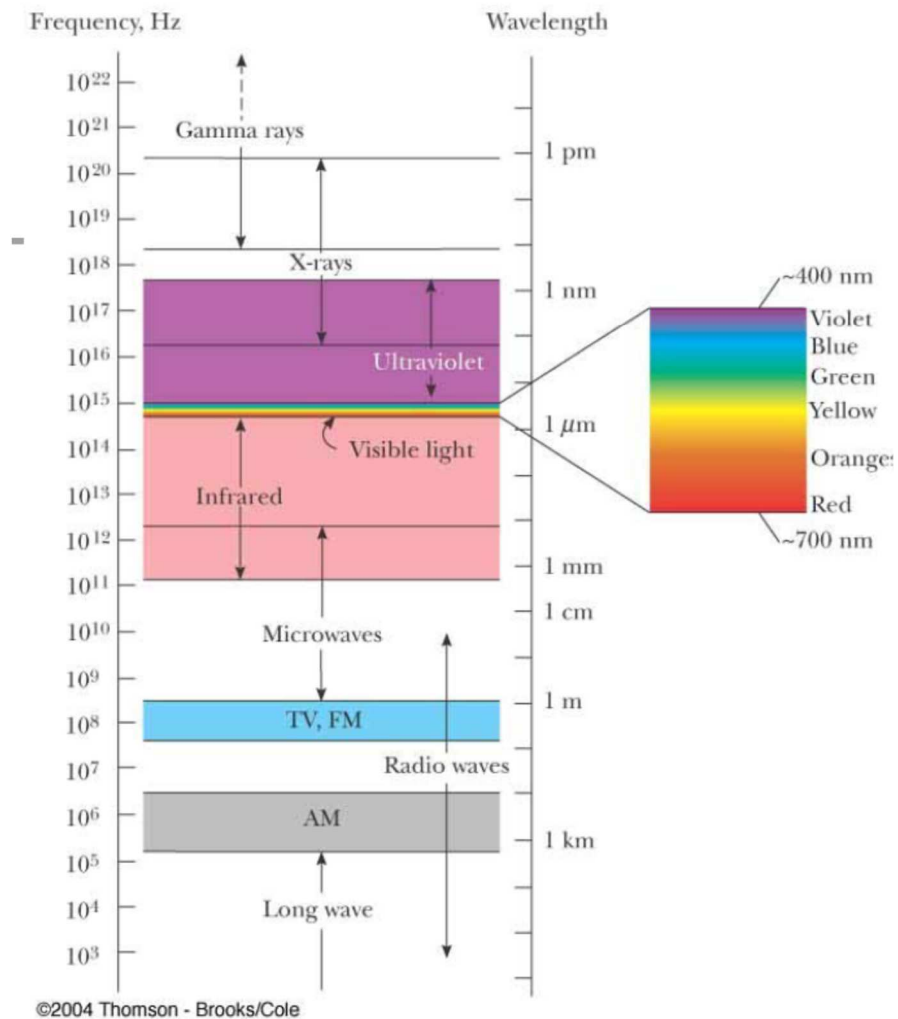 Frequency, Hz
Wavelength
10²²
10²¹
Gamma rays
10²⁰
1 pm
10¹⁹
10¹⁸
X-rays
~400 nm
1 nm
10¹⁷
Violet
Blue
10¹⁶
Ultraviolet
Green
10¹⁵
Yellow
1 μm
10¹⁴
Visible light
Orange
10¹³
Infrared
Red
10¹²
~700 nm
1 mm
10¹¹
1 cm
10¹⁰
Microwaves
10⁹
1 m
10⁸
TV, FM
10⁷
Radio waves
10⁶
AM
1 km
10⁵
10⁴
Long wave
10³
©2004 Thomson - Brooks/Cole